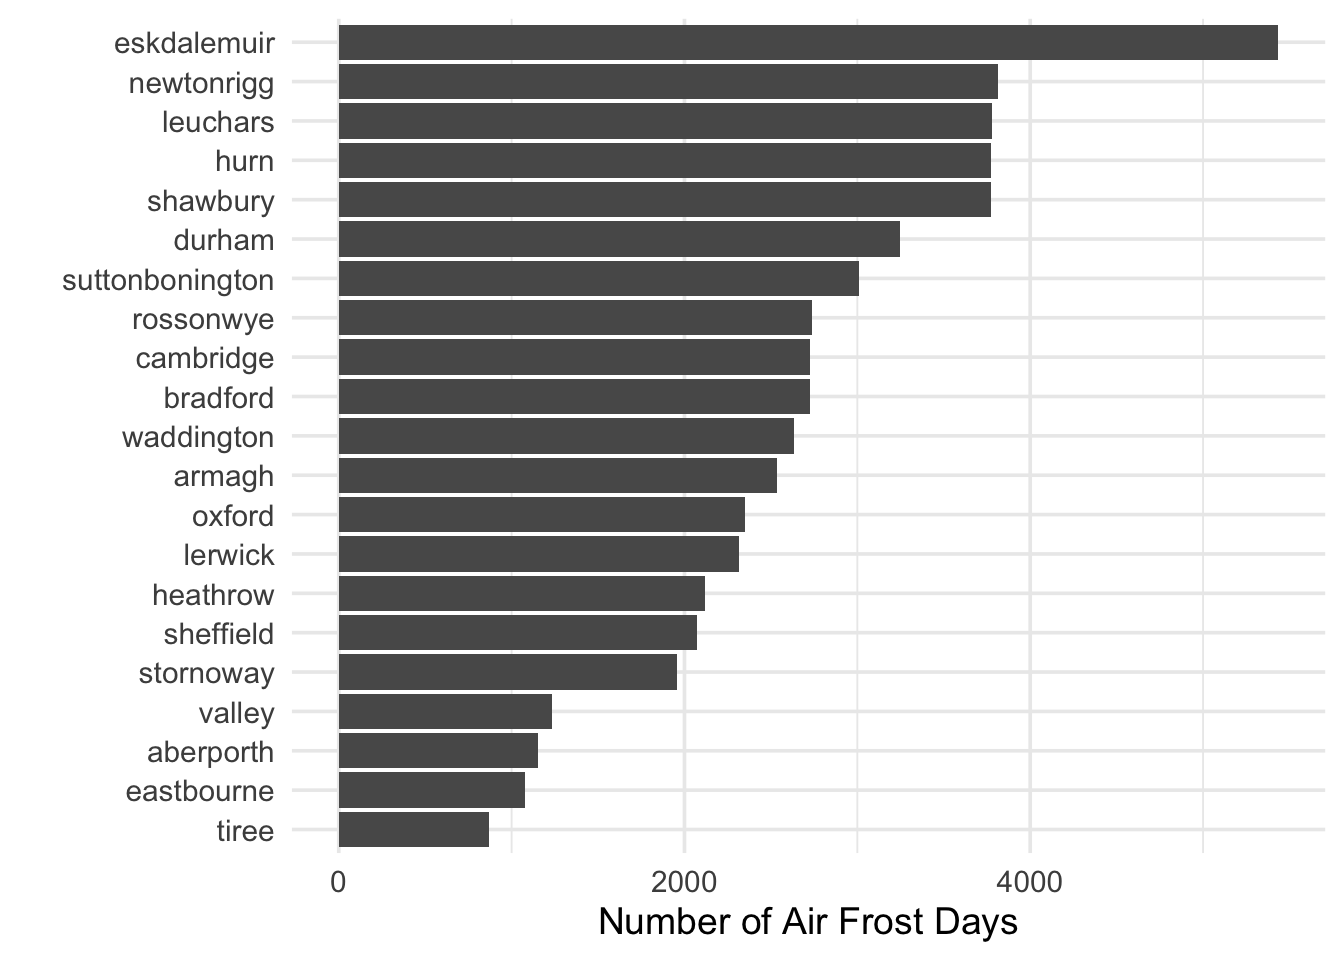 eskdalemuir
newtonrigg
leuchars
hurn
shawbury
durham
suttonbonington
rossonwye
cambridge
bradford
waddington
armagh
oxford
lerwick
heathrow
sheffield
stornoway
valley
aberporth
eastbourne
tiree
0 2000 4000
Number of Air Frost Days